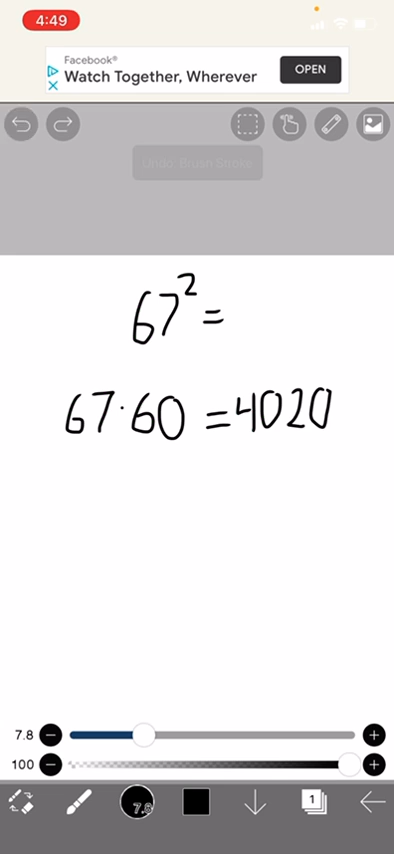 4:49
Facebook®
Watch Together, Wherever
OPEN
Undo: Brush Stroke
67² =
67·60 = 4020
7.8
100
7.8
1